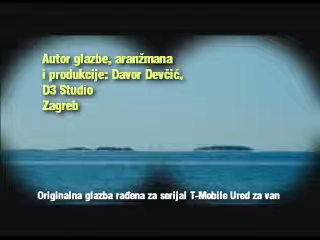 Autor glazbe, aranžmana
i produkcije: Davor Devčić,
D3 Studio
Zagreb
Originalna glazba rađena za serijal T-Mobile Ured za van